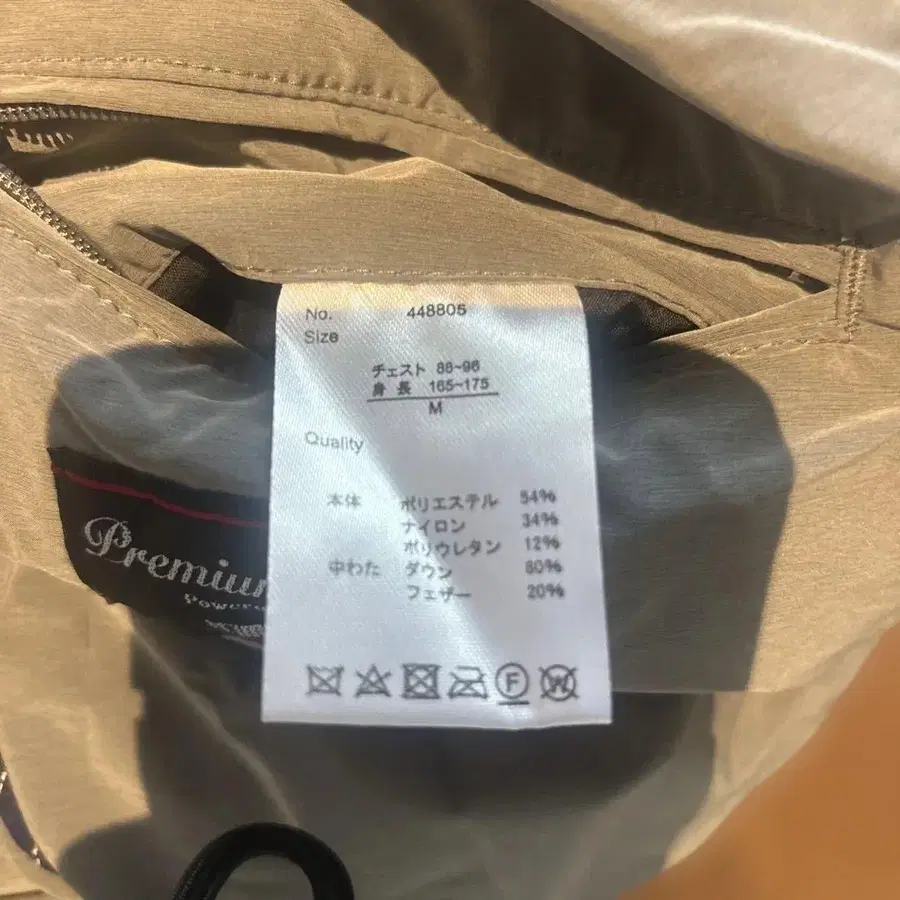 No. 448805
Size
チェスト 88~96
身長 165~175
M
Quality
本体 ポリエステル 54%
ナイロン 34%
ポリウレタン 12%
中わた ダウン 80%
フェザー 20%
F
W
Premium